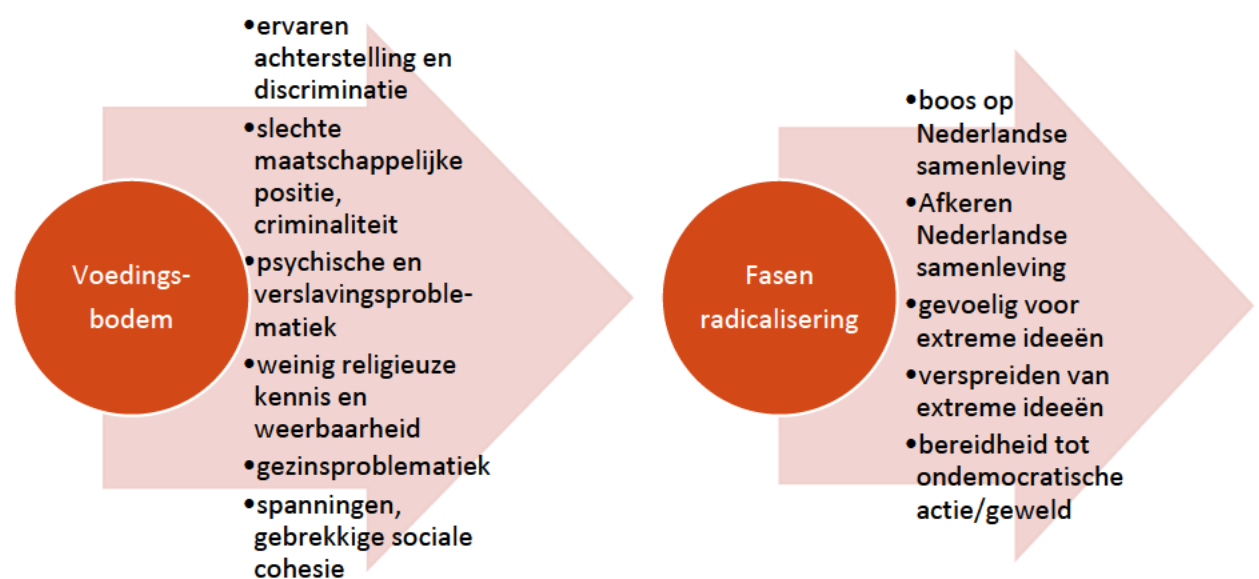 Voedings-
bodem
•ervaren
achterstelling en
discriminatie
•slechte
maatschappelijke
positie,
criminaliteit
•psychische en
verslavingsproble-
matiek
•weinig religieuze
kennis en
weerbaarheid
•gezinsproblematiek
•spanningen,
gebrekkige sociale
cohesie
Fasen
radicalisering
•boos op
Nederlandse
samenleving
•Afkeren
Nederlandse
samenleving
•gevoelig voor
extreme ideeën
•verspreiden van
extreme ideeën
•bereidheid tot
ondemocratische
actie/geweld